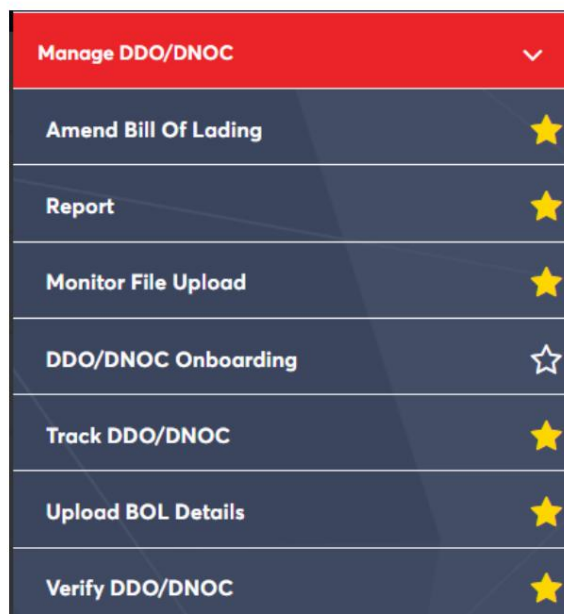 Manage DDO/DNOC
Amend Bill Of Lading
Report
Monitor File Upload
DDO/DNOC Onboarding
Track DDO/DNOC
Upload BOL Details
Verify DDO/DNOC